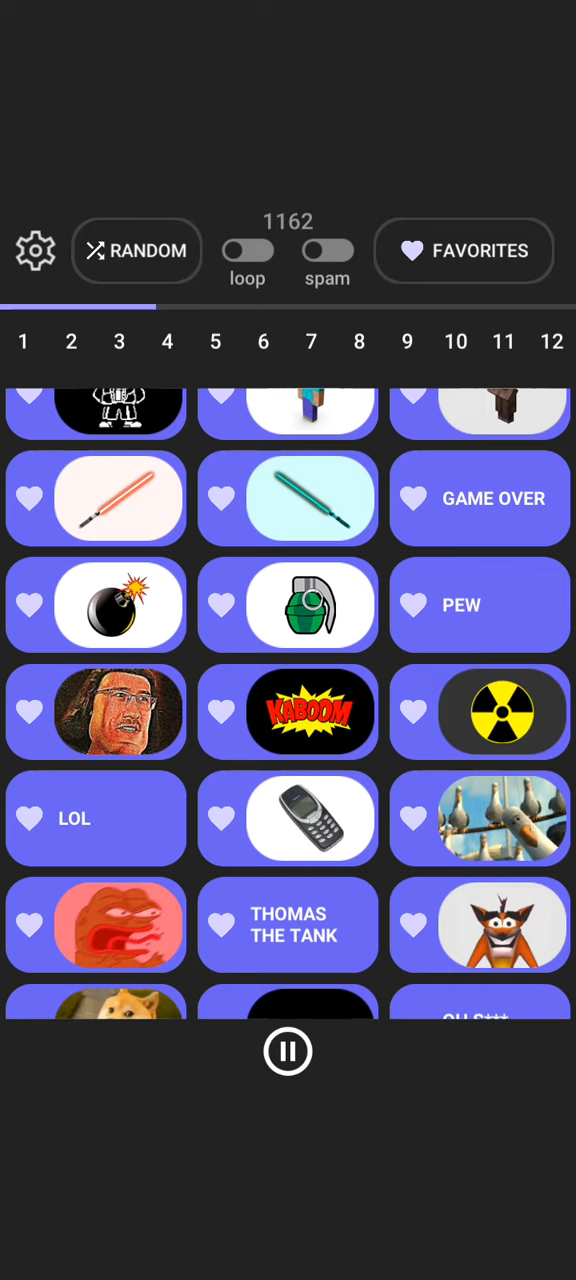 1162
RANDOM
FAVORITES
loop
spam
1 2 3 4 5 6 7 8 9 10 11 12
GAME OVER
PEW
KABOOM
LOL
THOMAS
THE TANK
OH S***